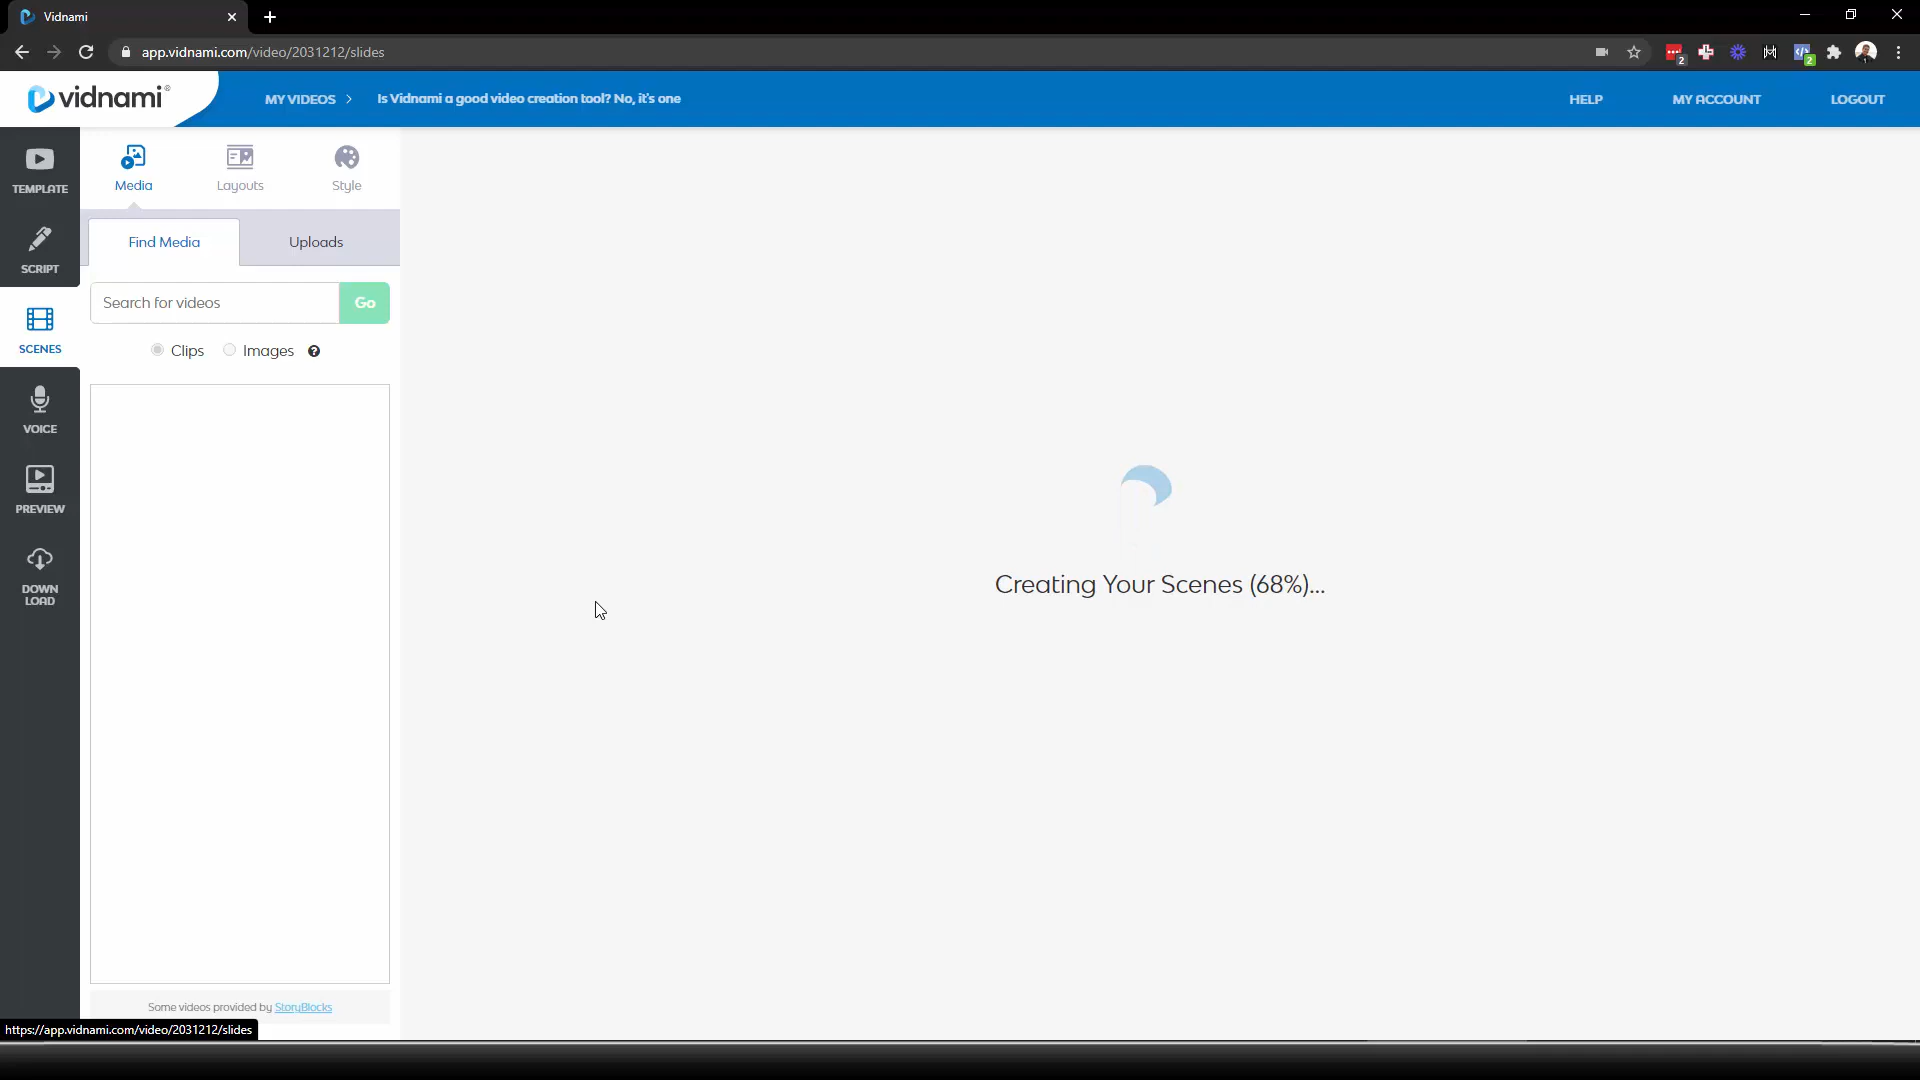 Vidnami
app.vidnami.com/video/2031212/slides
2
2
vidnami®
MY VIDEOS >
Is Vidnami a good video creation tool? No, it's one
HELP
MY ACCOUNT
LOGOUT
TEMPLATE
SCRIPT
SCENES
VOICE
PREVIEW
DOWN
LOAD
Media
Layouts
Style
Find Media
Uploads
Search for videos
Go
Clips
Images
?
Creating Your Scenes (68%)...
Some videos provided by StoryBlocks
https://app.vidnami.com/video/2031212/slides